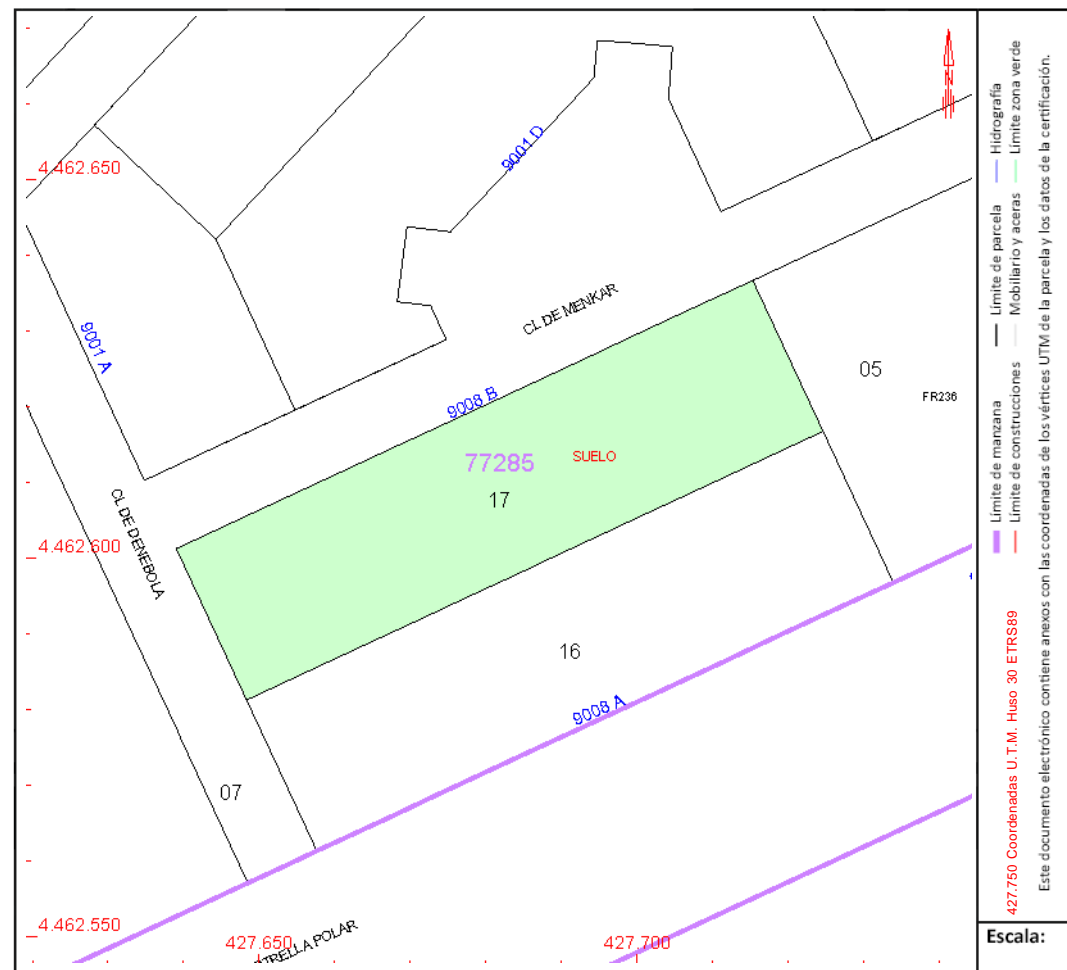 4.462.650
9001 D
CL DE MENKAR
9001 A
05
FR236
9008 B
77285
SUELO
17
CL DE DENEBOLA
4.462.600
16
9008 A
07
4.462.550
427.650
427.700
TRELLA POLAR
N
427.750 Coordenadas U.T.M. Huso 30 ETRS89
Límite de manzana
Límite de parcela
Hidrografía
Límite de construcciones
Mobiliario y aceras
Límite zona verde
Este documento electrónico contiene anexos con las coordenadas de los vértices UTM de la parcela y los datos de la certificación.
Escala: